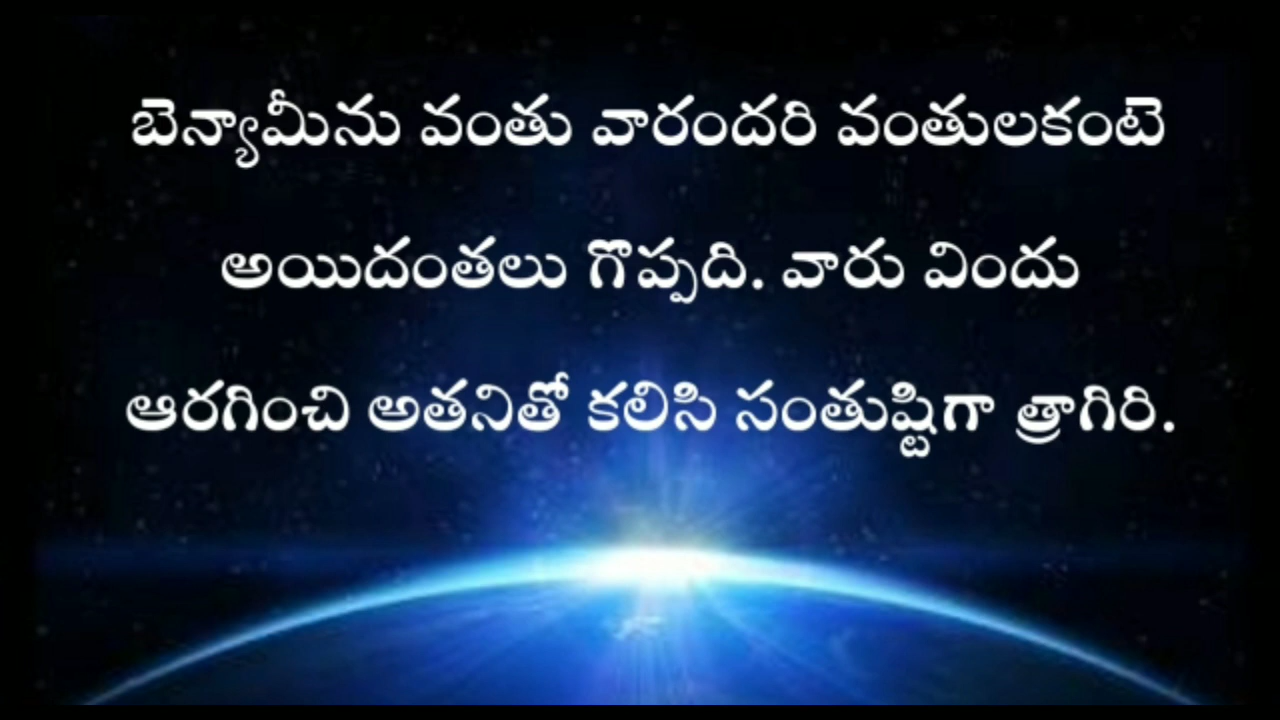 బెన్యామీను వంతు వారందరి వంతులకంటె
అయిదంతలు గొప్పది. వారు విందు
ఆరగించి అతనితో కలిసి సంతుష్టిగా త్రాగిరి.